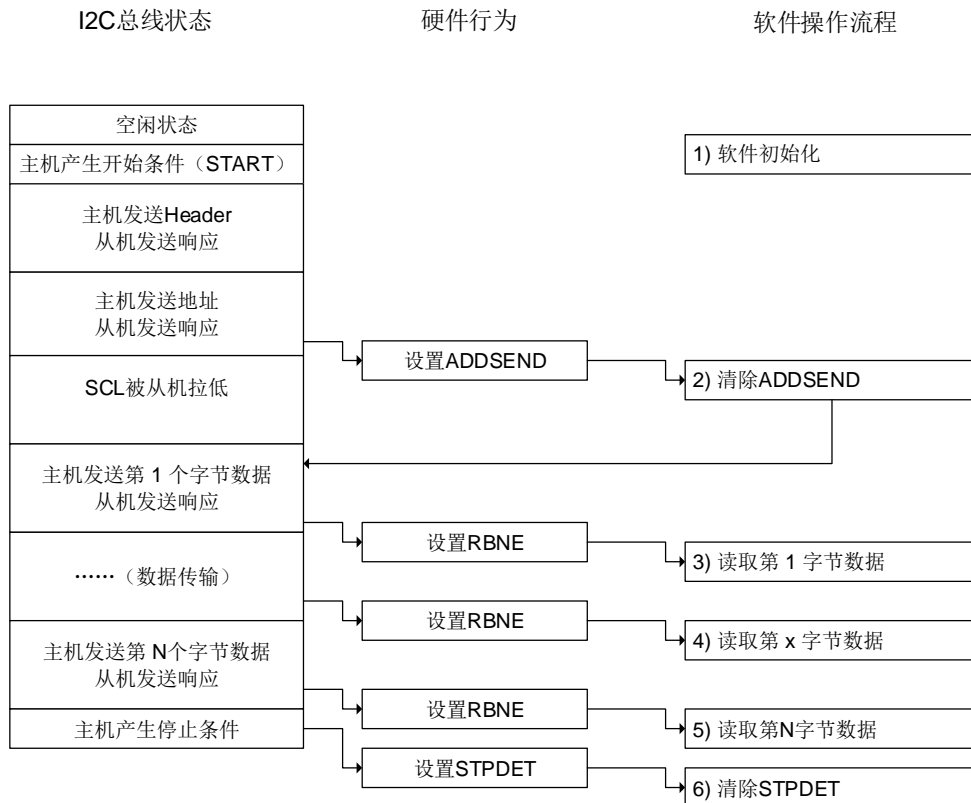 I2C总线状态
硬件行为
软件操作流程
空闲状态
主机产生开始条件（START）
1) 软件初始化
主机发送Header
从机发送响应
主机发送地址
从机发送响应
设置ADDSEND
2) 清除ADDSEND
SCL被从机拉低
主机发送第 1 个字节数据
从机发送响应
设置RBNE
3) 读取第 1 字节数据
……（数据传输）
设置RBNE
4) 读取第 x 字节数据
主机发送第 N个字节数据
从机发送响应
设置RBNE
5) 读取第N字节数据
主机产生停止条件
设置STPDET
6) 清除STPDET